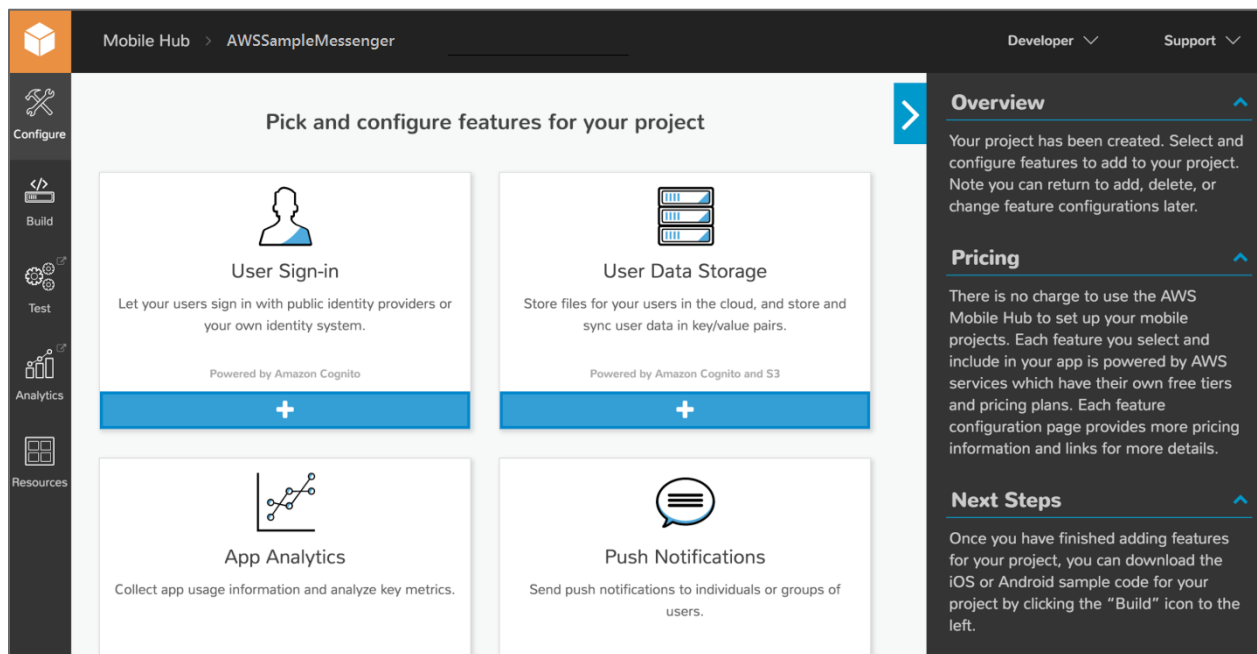 Mobile Hub > AWSSampleMessenger
Developer
Support
Configure
Build
Test
Analytics
Resources
Pick and configure features for your project
User Sign-in
Let your users sign in with public identity providers or
your own identity system.
Powered by Amazon Cognito
User Data Storage
Store files for your users in the cloud, and store and
sync user data in key/value pairs.
Powered by Amazon Cognito and S3
App Analytics
Collect app usage information and analyze key metrics.
Push Notifications
Send push notifications to individuals or groups of
users.
Overview
Your project has been created. Select and
configure features to add to your project.
Note you can return to add, delete, or
change feature configurations later.
Pricing
There is no charge to use the AWS
Mobile Hub to set up your mobile
projects. Each feature you select and
include in your app is powered by AWS
services which have their own free tiers
and pricing plans. Each feature
configuration page provides more pricing
information and links for more details.
Next Steps
Once you have finished adding features
for your project, you can download the
iOS or Android sample code for your
project by clicking the “Build” icon to the
left.